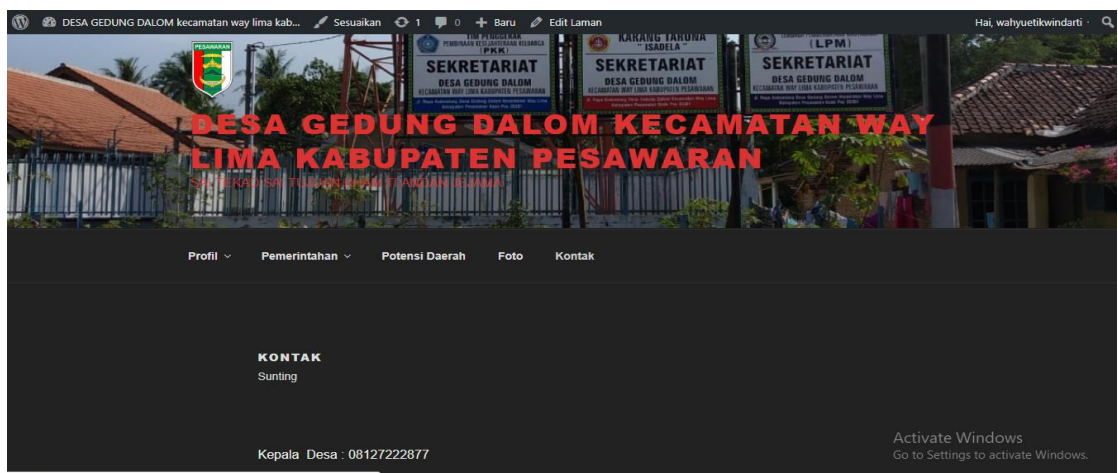 DESA GEDUNG DALOM kecamatan way lima kab... Sesuaikan 1 0 + Baru Edit Laman Hai, wahyuetikwindarti
PESAWARAN
TIM PENGGERAK
PEMBINAAN KESEJAHTERAAN KELUARGA
(PKK)
SEKRETARIAT
DESA GEDUNG DALOM
KECAMATAN WAY LIMA KABUPATEN PESAWARAN
KARANG TARUNA
"ISADELA"
SEKRETARIAT
DESA GEDUNG DALOM
KECAMATAN WAY LIMA KABUPATEN PESAWARAN
(LPM)
SEKRETARIAT
DESA GEDUNG DALOM
KECAMATAN WAY LIMA KABUPATEN PESAWARAN
DESA GEDUNG DALOM KECAMATAN WAY
LIMA KABUPATEN PESAWARAN
Profil Pemerintahan Potensi Daerah Foto Kontak
KONTAK
Sunting
Kepala Desa : 08127222877
Activate Windows
Go to Settings to activate Windows.